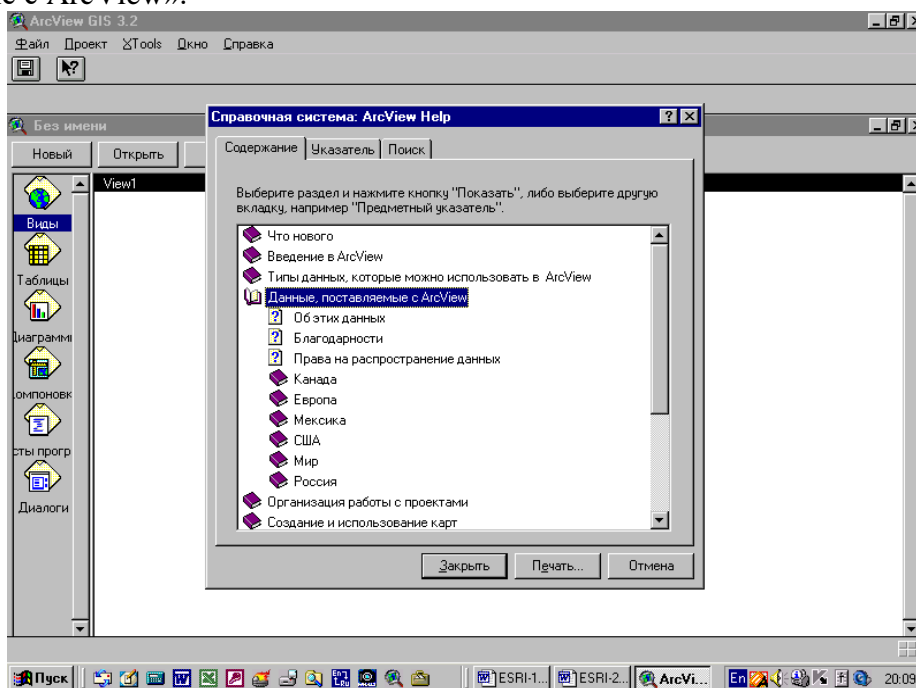 с ArcView».
ArcView GIS 3.2
Файл Проект XTools Окно Справка
Справочная система: ArcView Help
Без имени
Содержание Указатель Поиск
Новый Открыть
View1
Выберите раздел и нажмите кнопку "Показать", либо выберите другую
вкладку, например "Предметный указатель".
Виды
Что нового
Введение в ArcView
Типы данных, которые можно использовать в ArcView
Таблицы
Данные, поставляемые с ArcView
Об этих данных
Благодарности
Диаграммы
Права на распространение данных
Канада
омпоновк
Европа
Мексика
США
сты прогр
Мир
Россия
Организация работы с проектами
Диалоги
Создание и использование карт
Закрыть Печать... Отмена
Пуск ESRI-1... ESRI-2... ArcVi... En 20:09